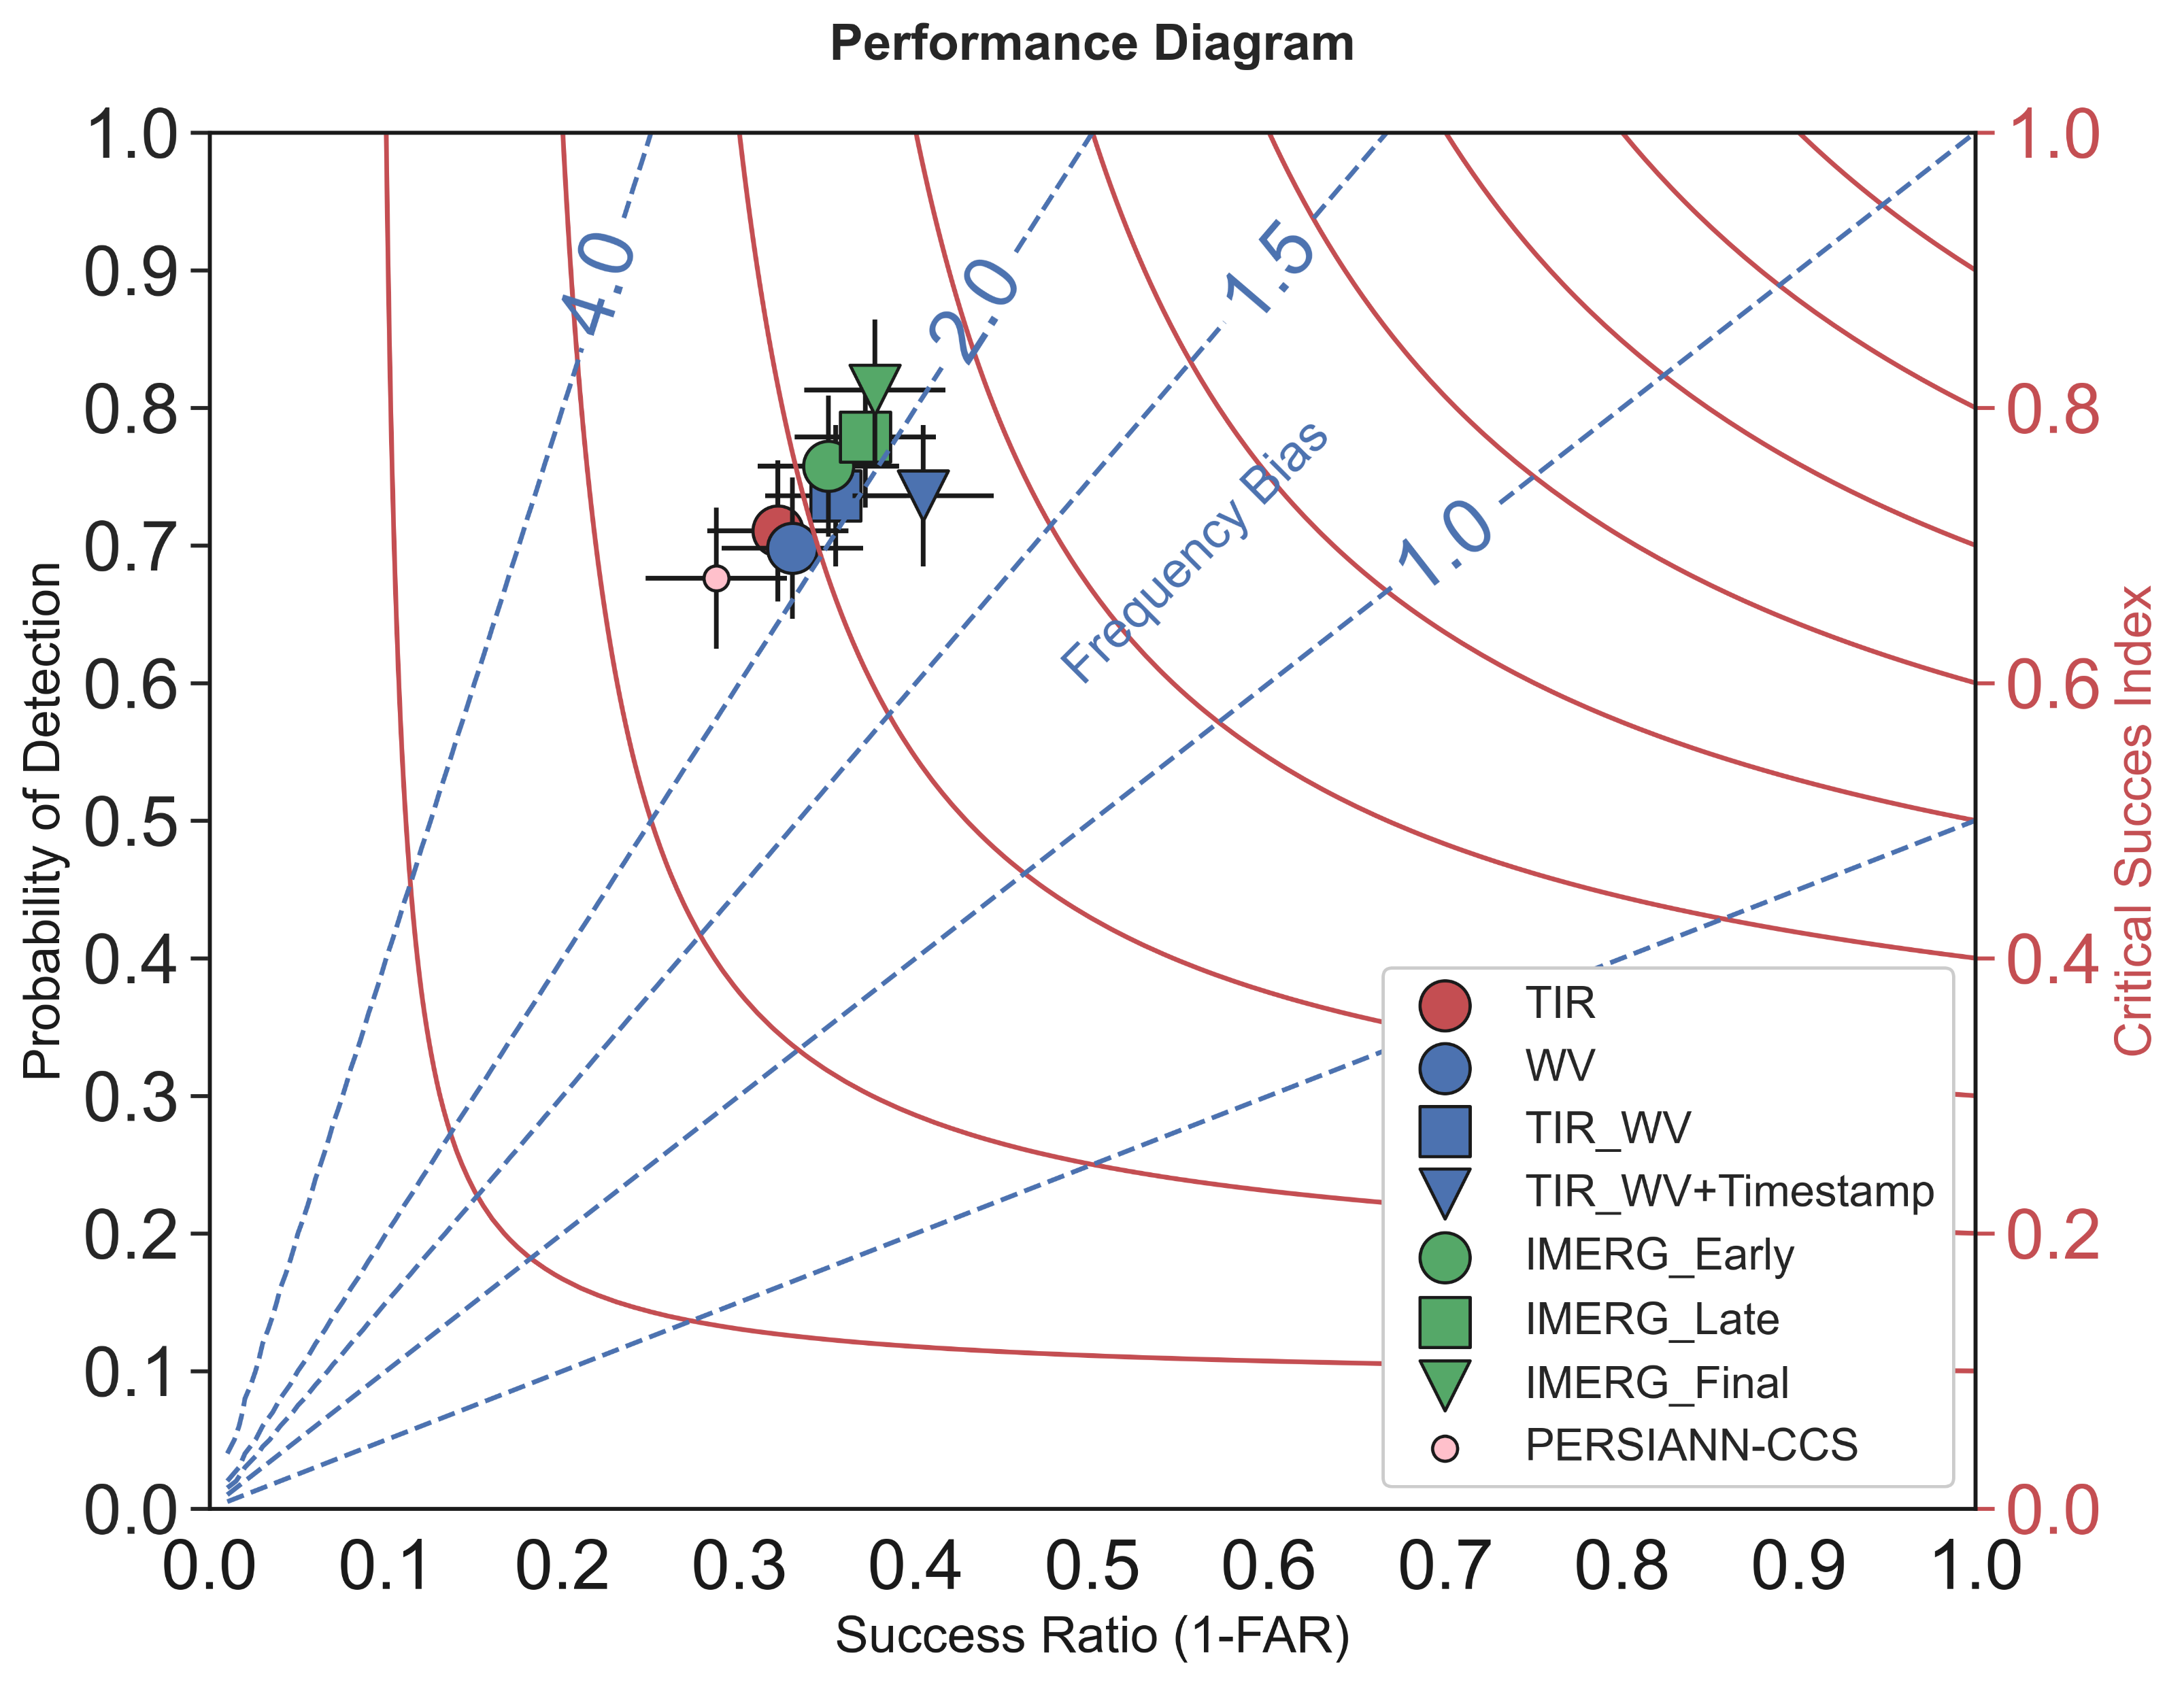 Performance Diagram
1.0
0.9
0.8
0.7
0.6
0.5
0.4
0.3
0.2
0.1
0.0
Probability of Detection
4.0
2.0
1.5
1.0
Frequency Bias
1.0
0.8
0.6
0.4
0.2
0.0
Critical Success Index
TIR
WV
TIR_WV
TIR_WV+Timestamp
IMERG_Early
IMERG_Late
IMERG_Final
PERSIANN-CCS
0.0 0.1 0.2 0.3 0.4 0.5 0.6 0.7 0.8 0.9 1.0
Success Ratio (1-FAR)